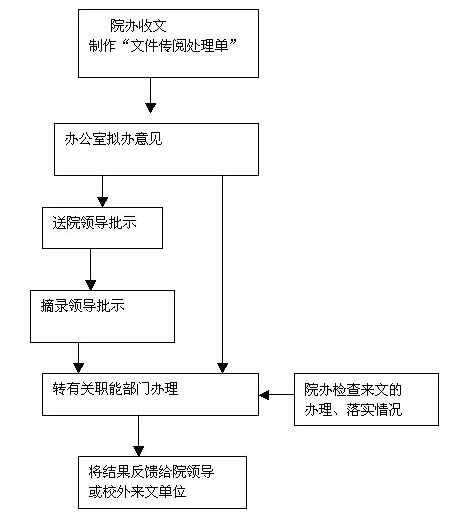 院办收文
制作“文件传阅处理单”
办公室拟办意见
送院领导批示
摘录领导批示
转有关职能部门办理
院办检查来文的
办理、落实情况
将结果反馈给院领导
或校外来文单位